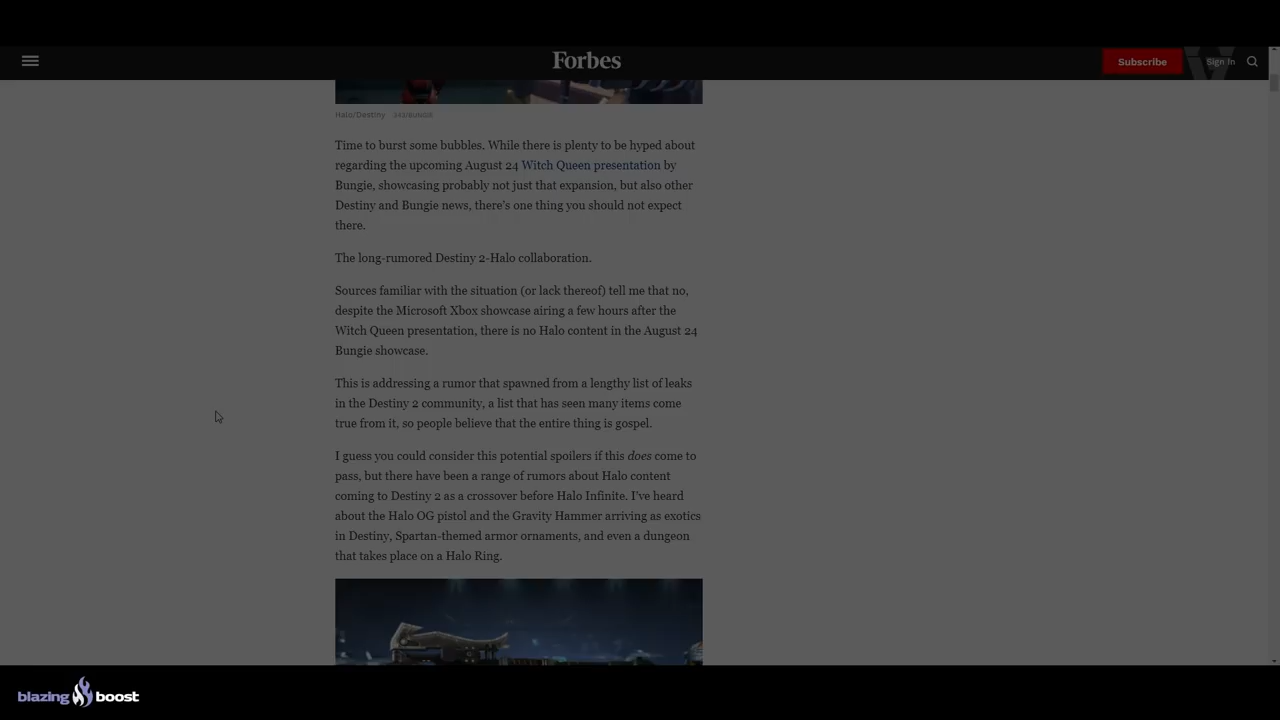 Forbes
Subscribe
Sign In
Halo/Destiny 343/BUNGIE
Time to burst some bubbles. While there is plenty to be hyped about
regarding the upcoming August 24 Witch Queen presentation by
Bungie, showcasing probably not just that expansion, but also other
Destiny and Bungie news, there's one thing you should not expect
there.
The long-rumored Destiny 2-Halo collaboration.
Sources familiar with the situation (or lack thereof) tell me that no,
despite the Microsoft Xbox showcase airing a few hours after the
Witch Queen presentation, there is no Halo content in the August 24
Bungie showcase.
This is addressing a rumor that spawned from a lengthy list of leaks
in the Destiny 2 community, a list that has seen many items come
true from it, so people believe that the entire thing is gospel.
I guess you could consider this potential spoilers if this does come to
pass, but there have been a range of rumors about Halo content
coming to Destiny 2 as a crossover before Halo Infinite. I've heard
about the Halo OG pistol and the Gravity Hammer arriving as exotics
in Destiny, Spartan-themed armor ornaments, and even a dungeon
that takes place on a Halo Ring.
blazing boost